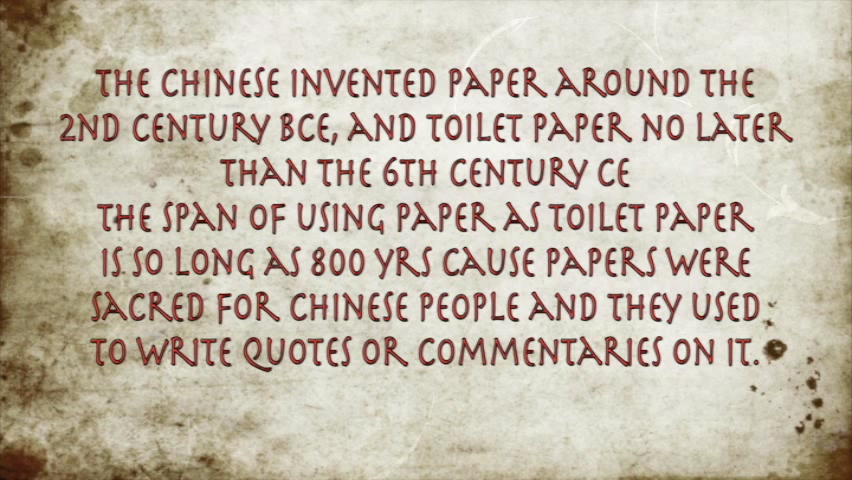 THE CHINESE INVENTED PAPER AROUND THE
2ND CENTURY BCE, AND TOILET PAPER NO LATER
THAN THE 6TH CENTURY CE
THE SPAN OF USING PAPER AS TOILET PAPER
IS SO LONG AS 800 YRS CAUSE PAPERS WERE
SACRED FOR CHINESE PEOPLE AND THEY USED
TO WRITE QUOTES OR COMMENTARIES ON IT.